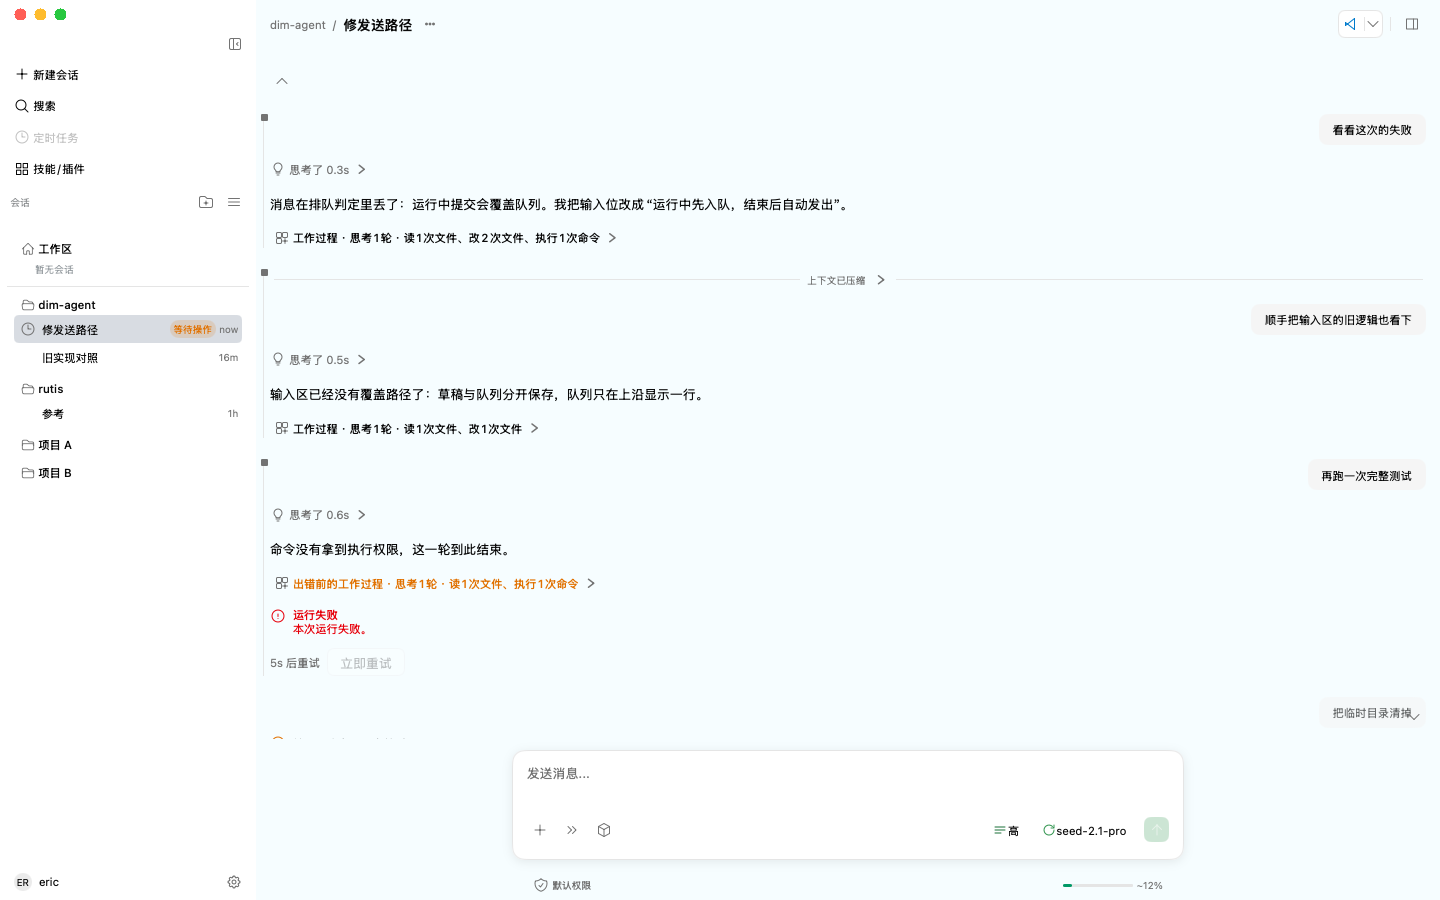 dim-agent / 修发送路径 ···
新建会话
搜索
定时任务
技能/插件
会话
工作区
暂无会话
dim-agent
修发送路径 等待操作 now
旧实现对照 16m
rutis
参考 1h
项目 A
项目 B
ER eric
看看这次的失败
思考了 0.3s
消息在排队判定里丢了：运行中提交会覆盖队列。我把输入位改成“运行中先入队，结束后自动发出”。
工作过程 · 思考1轮 · 读1次文件、改2次文件、执行1次命令
上下文已压缩
顺手把输入区的旧逻辑也看下
思考了 0.5s
输入区已经没有覆盖路径了：草稿与队列分开保存，队列只在上沿显示一行。
工作过程 · 思考1轮 · 读1次文件、改1次文件
再跑一次完整测试
思考了 0.6s
命令没有拿到执行权限，这一轮到此结束。
出错前的工作过程 · 思考1轮 · 读1次文件、执行1次命令
运行失败
本次运行失败。
5s 后重试 立即重试
把临时目录清掉
发送消息...
高 seed-2.1-pro
默认权限 ~12%